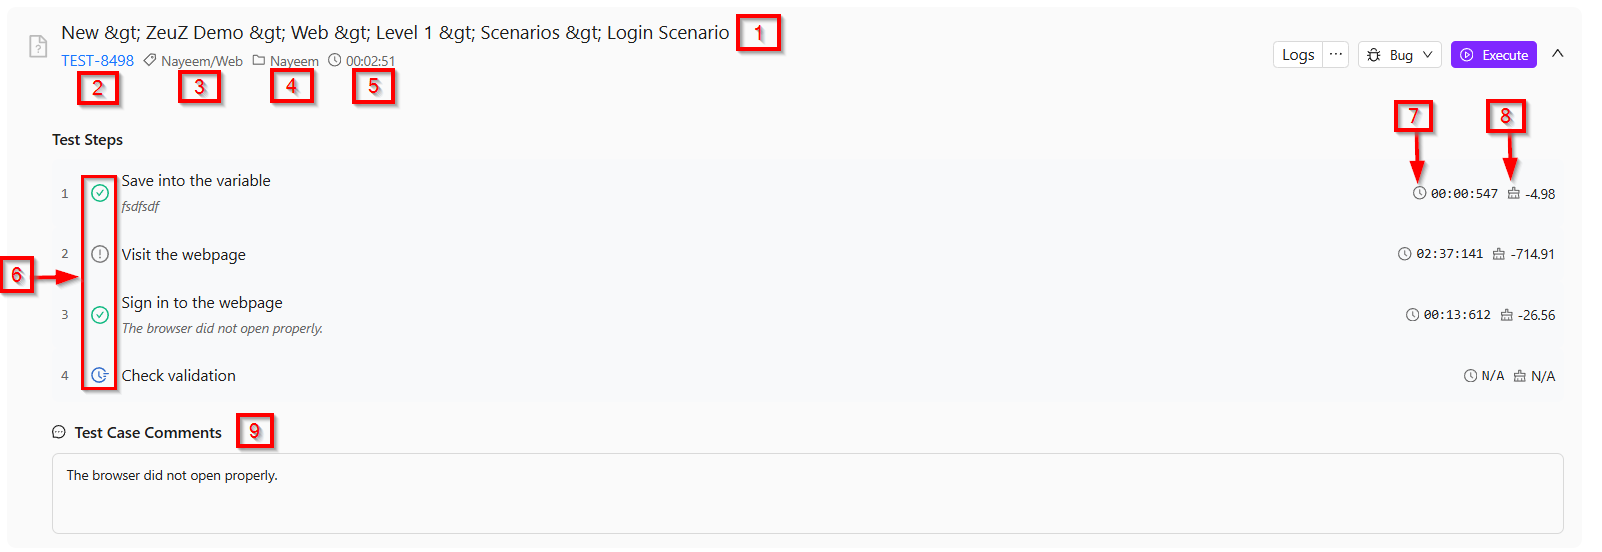 New &gt; ZeuZ Demo &gt; Web &gt; Level 1 &gt; Scenarios &gt; Login Scenario 1
TEST-8498 Nayeem/Web Nayeem 00:02:51
Logs ··· Bug Execute
2 3 4 5
7 8
Test Steps
1 Save into the variable 00:00:547 -4.98
fsdfsdf
2 Visit the webpage 02:37:141 -714.91
6
3 Sign in to the webpage 00:13:612 -26.56
The browser did not open properly.
4 Check validation N/A N/A
Test Case Comments 9
The browser did not open properly.